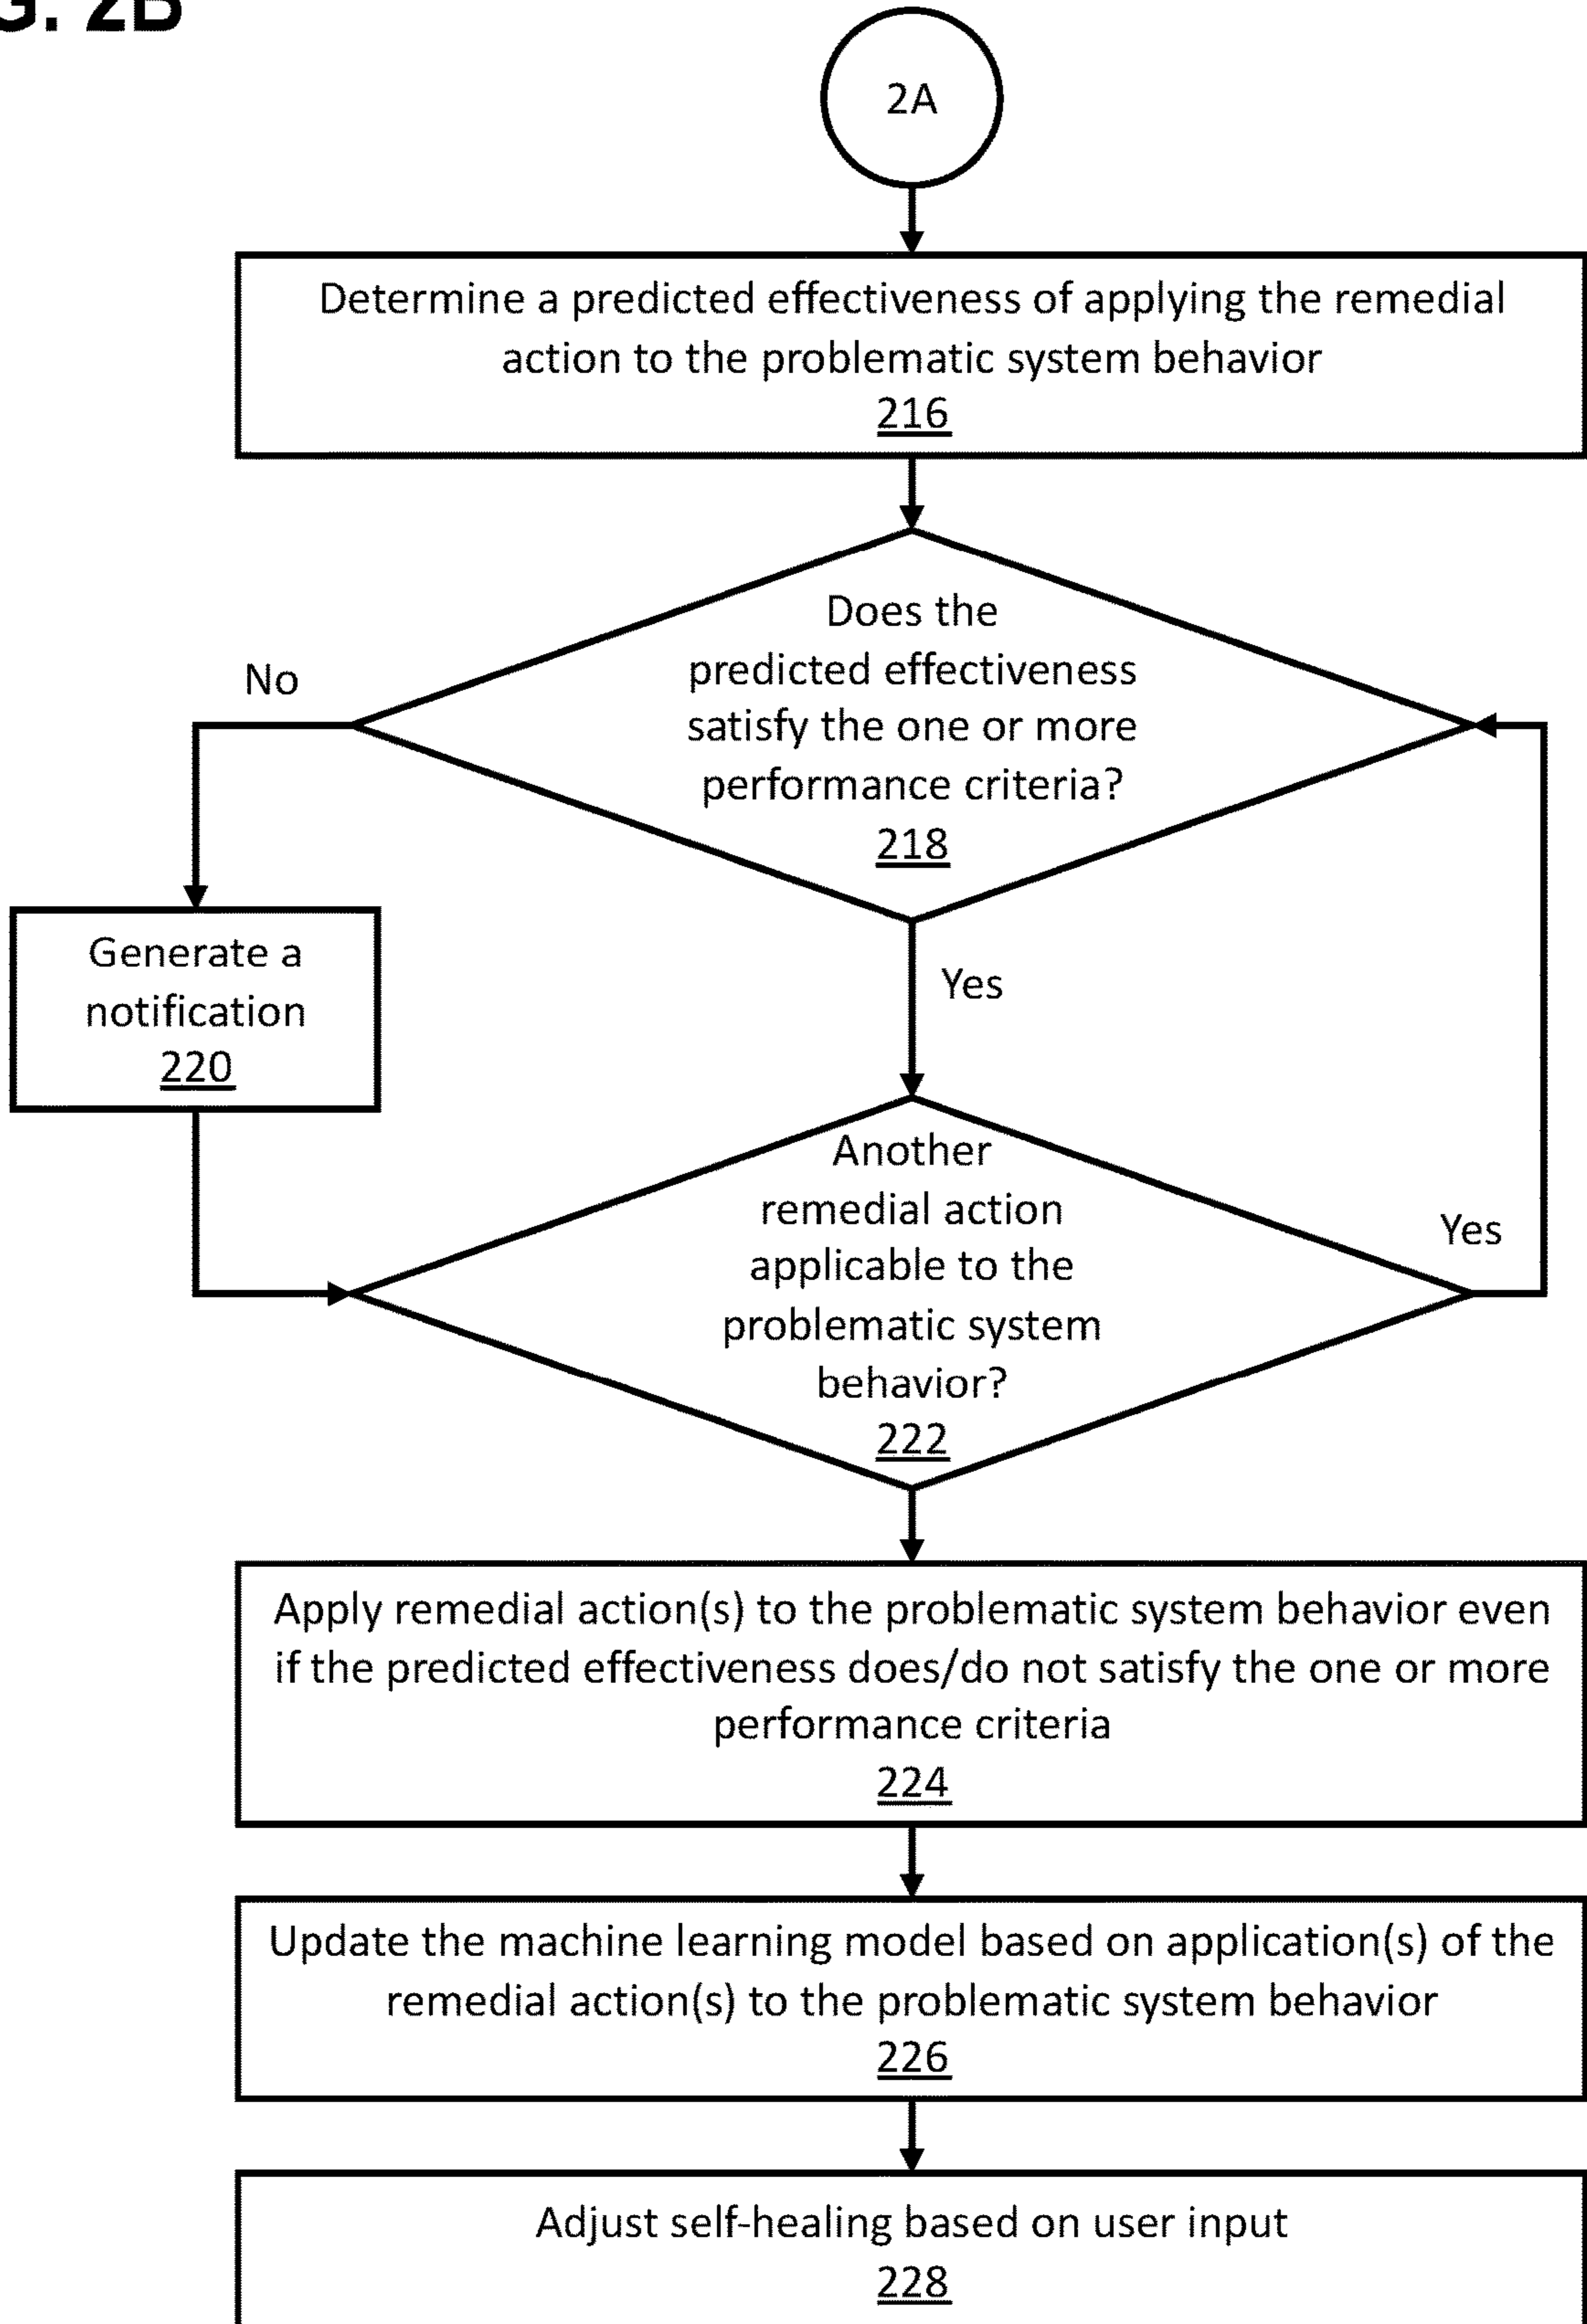 G. 2B
2A
Determine a predicted effectiveness of applying the remedial
action to the problematic system behavior
216
Does the
predicted effectiveness
satisfy the one or more
performance criteria?
218
No
Yes
Generate a
notification
220
Another
remedial action
applicable to the
problematic system
behavior?
222
Yes
Apply remedial action(s) to the problematic system behavior even
if the predicted effectiveness does/do not satisfy the one or more
performance criteria
224
Update the machine learning model based on application(s) of the
remedial action(s) to the problematic system behavior
226
Adjust self-healing based on user input
228